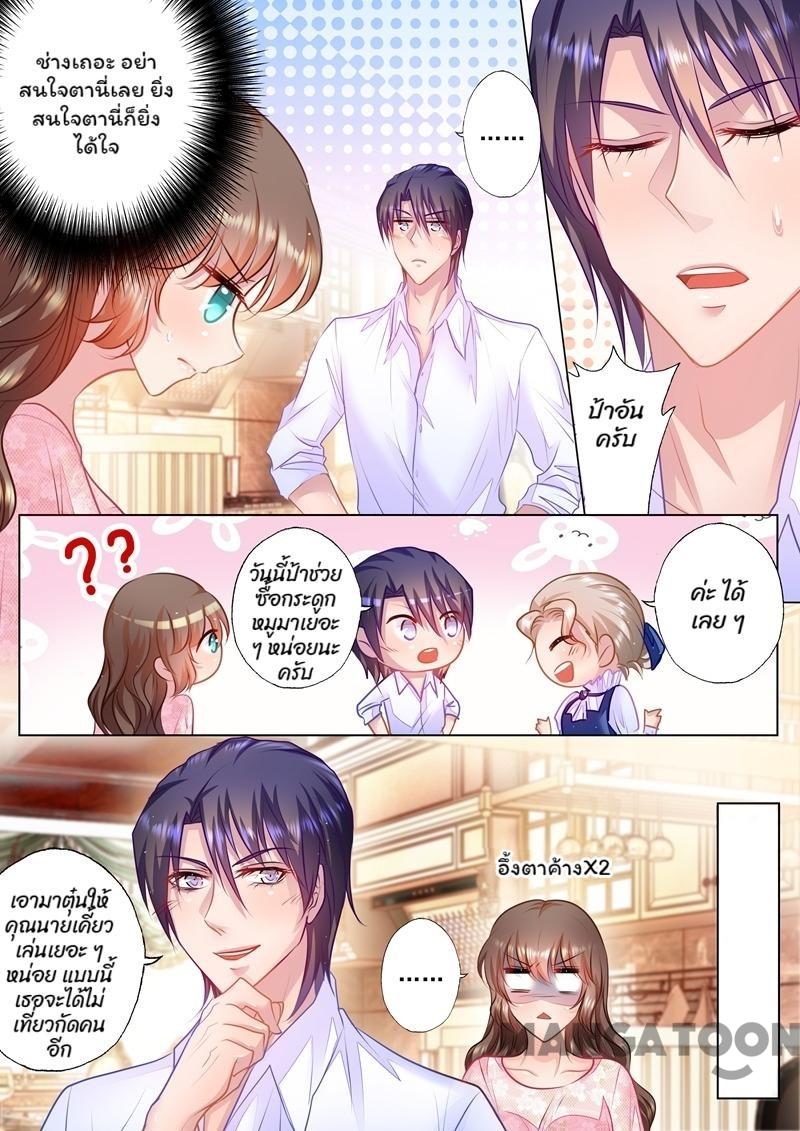 ช่างเถอะ อย่า
สนใจตานี่เลย ยิ่ง
สนใจตานี่ก็ยิ่ง
ได้ใจ
......
ป้าอัน
ครับ
??
วันนี้ป้าช่วย
ซื้อกระดูก
หมูมาเยอะ
ๆ หน่อยนะ
ครับ
ค่ะ ได้
เลย ๆ
เอามาตุ๋นให้
คุณนายเคี้ยว
เล่นเยอะ ๆ
หน่อย แบบนี้
เธอจะได้ไม่
เที่ยวกัดคน
อีก
......
อึ้งตาค้างX2
MANGATOON